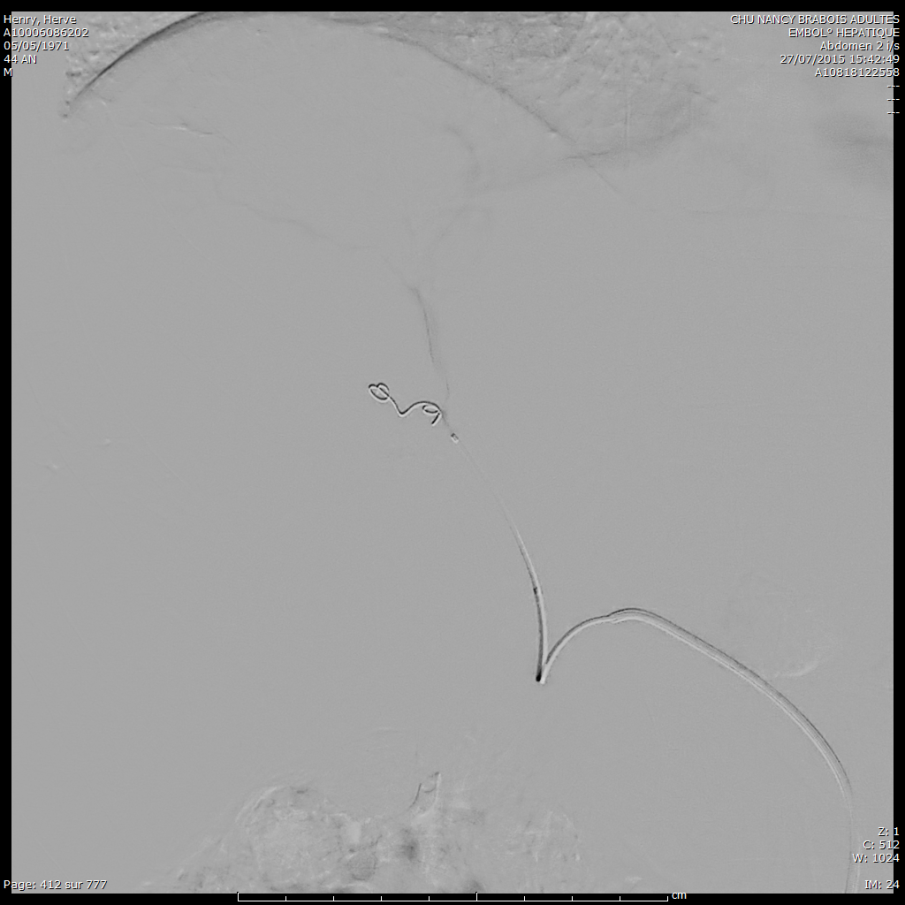 Henry, Herve
A10006086202
05/05/1971
44 AN
M
CHU NANCY BRABOIS ADULTES
EMBOL° HEPATIQUE
Abdomen 2 i/s
27/07/2015 15:42:49
A10818122558
---
---
---
Z: 1
C: 512
W: 1024
Page: 412 sur 777
IM: 24
cm